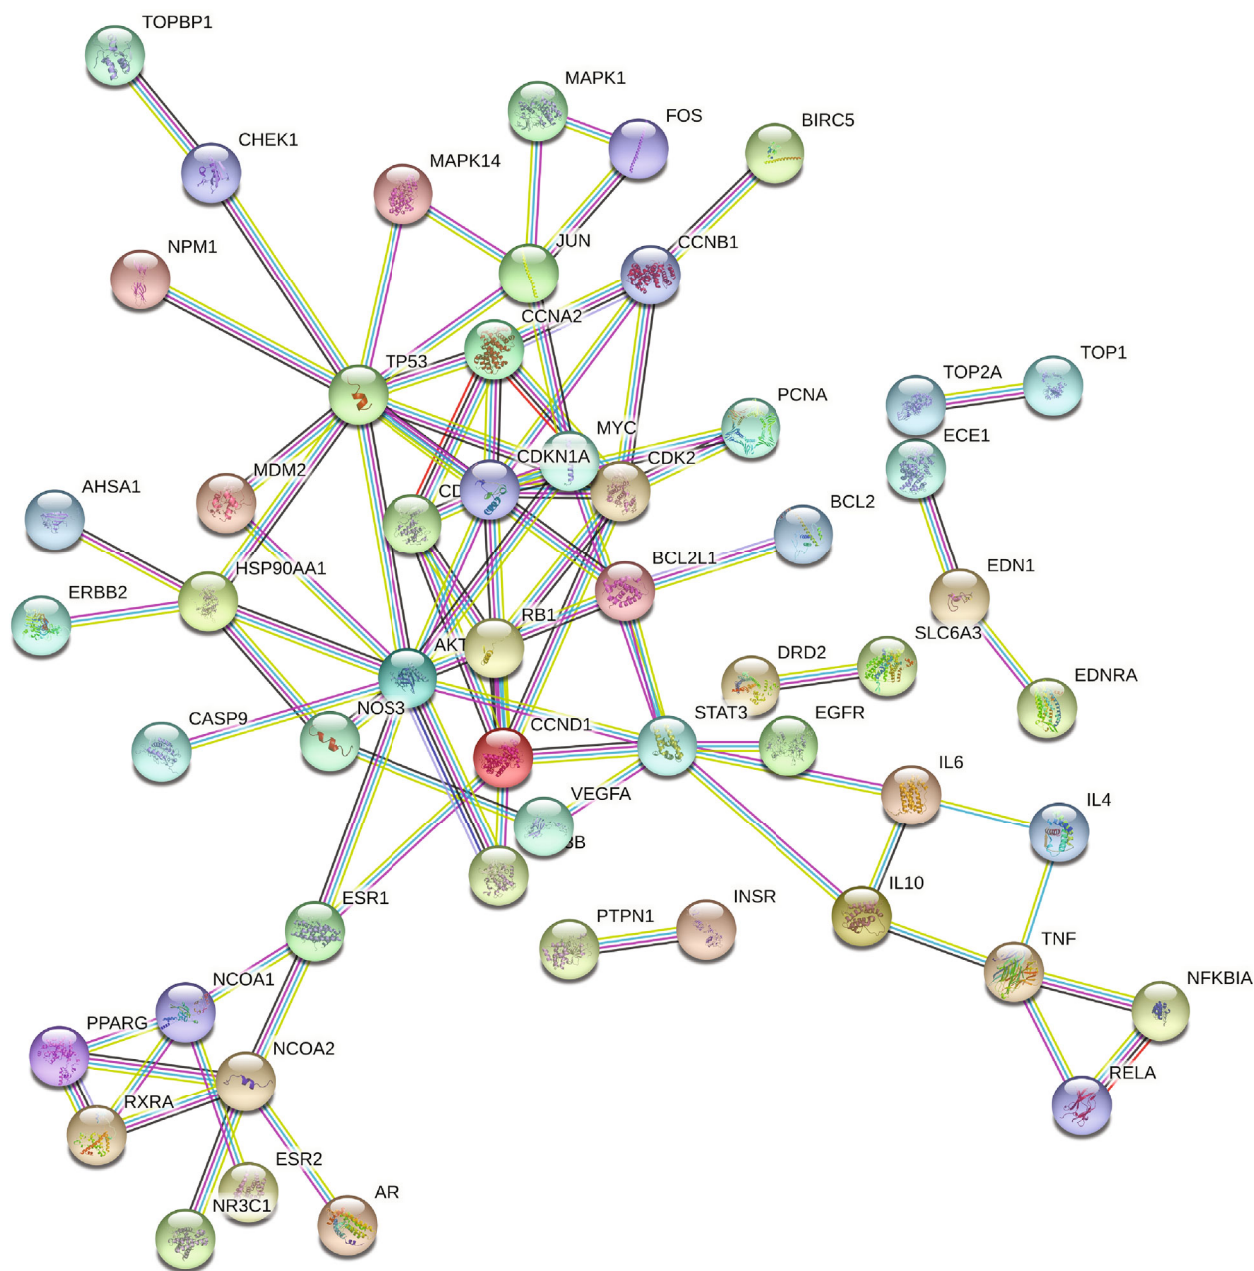 TOPBP1
MAPK1
FOS
BIRC5
CHEK1
MAPK14
NPM1
JUN
CCNB1
CCNA2
TP53
TOP1
TOP2A
PCNA
MYC
ECE1
CDKN1A
CDK2
MDM2
CD
AHSA1
BCL2
HSP90AA1
BCL2L1
EDN1
ERBB2
RB1
SLC6A3
AKT
DRD2
EDNRA
NOS3
CASP9
CCND1
STAT3
EGFR
IL6
VEGFA
IL4
3B
ESR1
INSR
IL10
PTPN1
TNF
NCOA1
NFKBIA
PPARG
NCOA2
RELA
RXRA
ESR2
AR
NR3C1